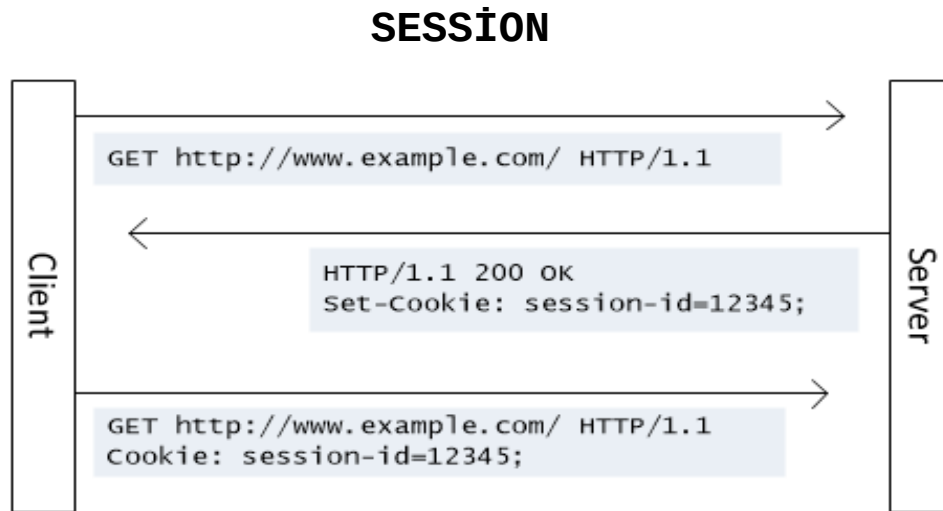 SESSİON
GET http://www.example.com/ HTTP/1.1
HTTP/1.1 200 OK
Set-Cookie: session-id=12345;
Client
Server
GET http://www.example.com/ HTTP/1.1
Cookie: session-id=12345;